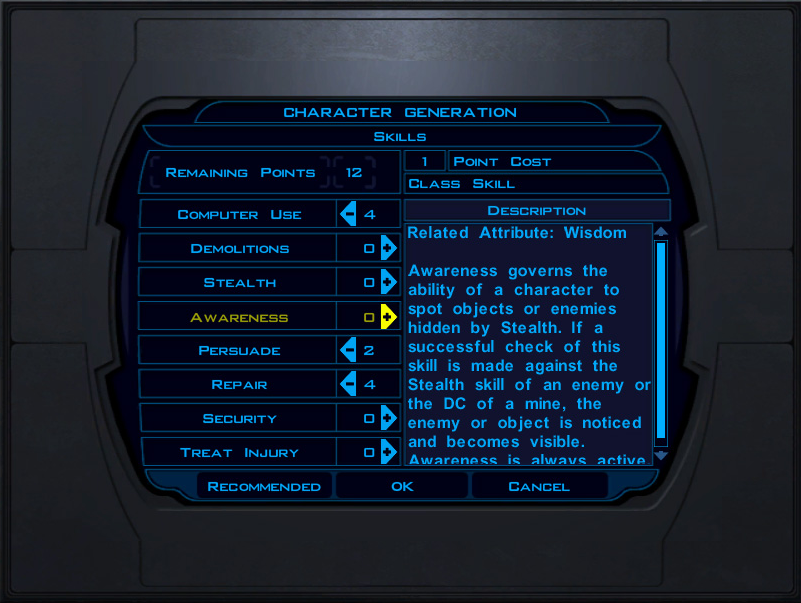 CHARACTER GENERATION
SKILLS
REMAINING POINTS 12
1 POINT COST
CLASS SKILL
COMPUTER USE - 4
DEMOLITIONS 0 +
STEALTH 0 +
AWARENESS 0 +
PERSUADE - 2
REPAIR - 4
SECURITY 0 +
TREAT INJURY 0 +
DESCRIPTION
Related Attribute: Wisdom
Awareness governs the
ability of a character to
spot objects or enemies
hidden by Stealth. If a
successful check of this
skill is made against the
Stealth skill of an enemy or
the DC of a mine, the
enemy or object is noticed
and becomes visible.
Awareness is always active
RECOMMENDED OK CANCEL